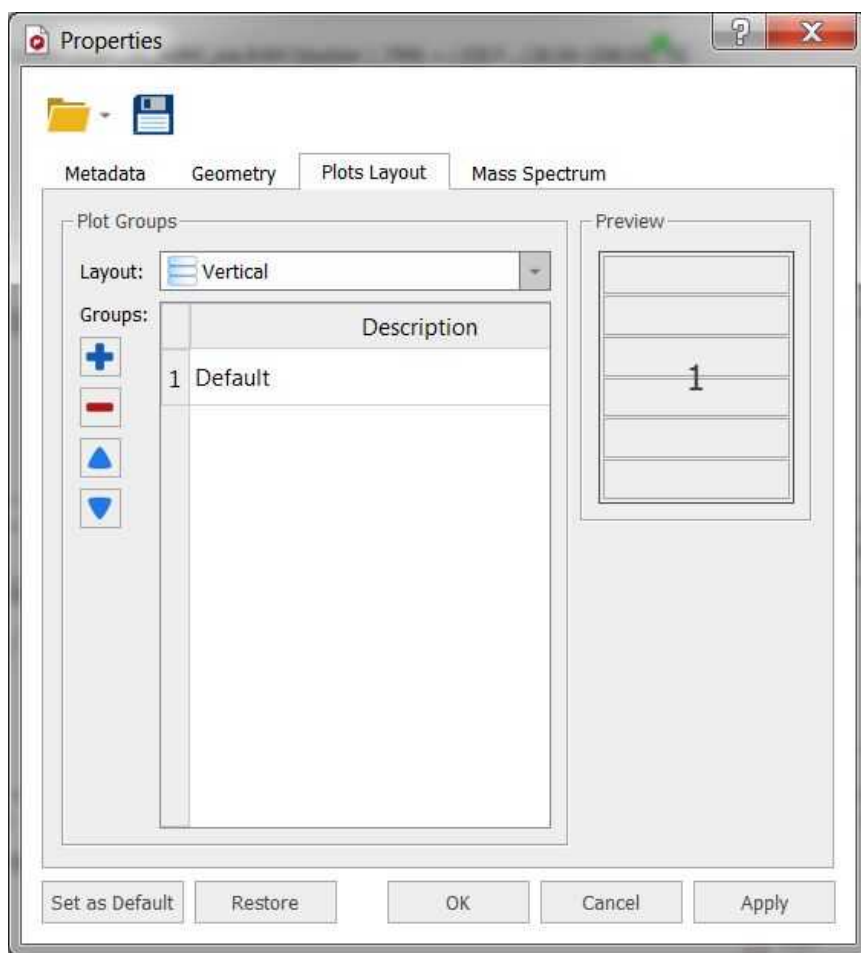 Properties
Metadata Geometry Plots Layout Mass Spectrum
Plot Groups
Layout: Vertical
Groups:
Description
1 Default
Preview
1
Set as Default Restore OK Cancel Apply